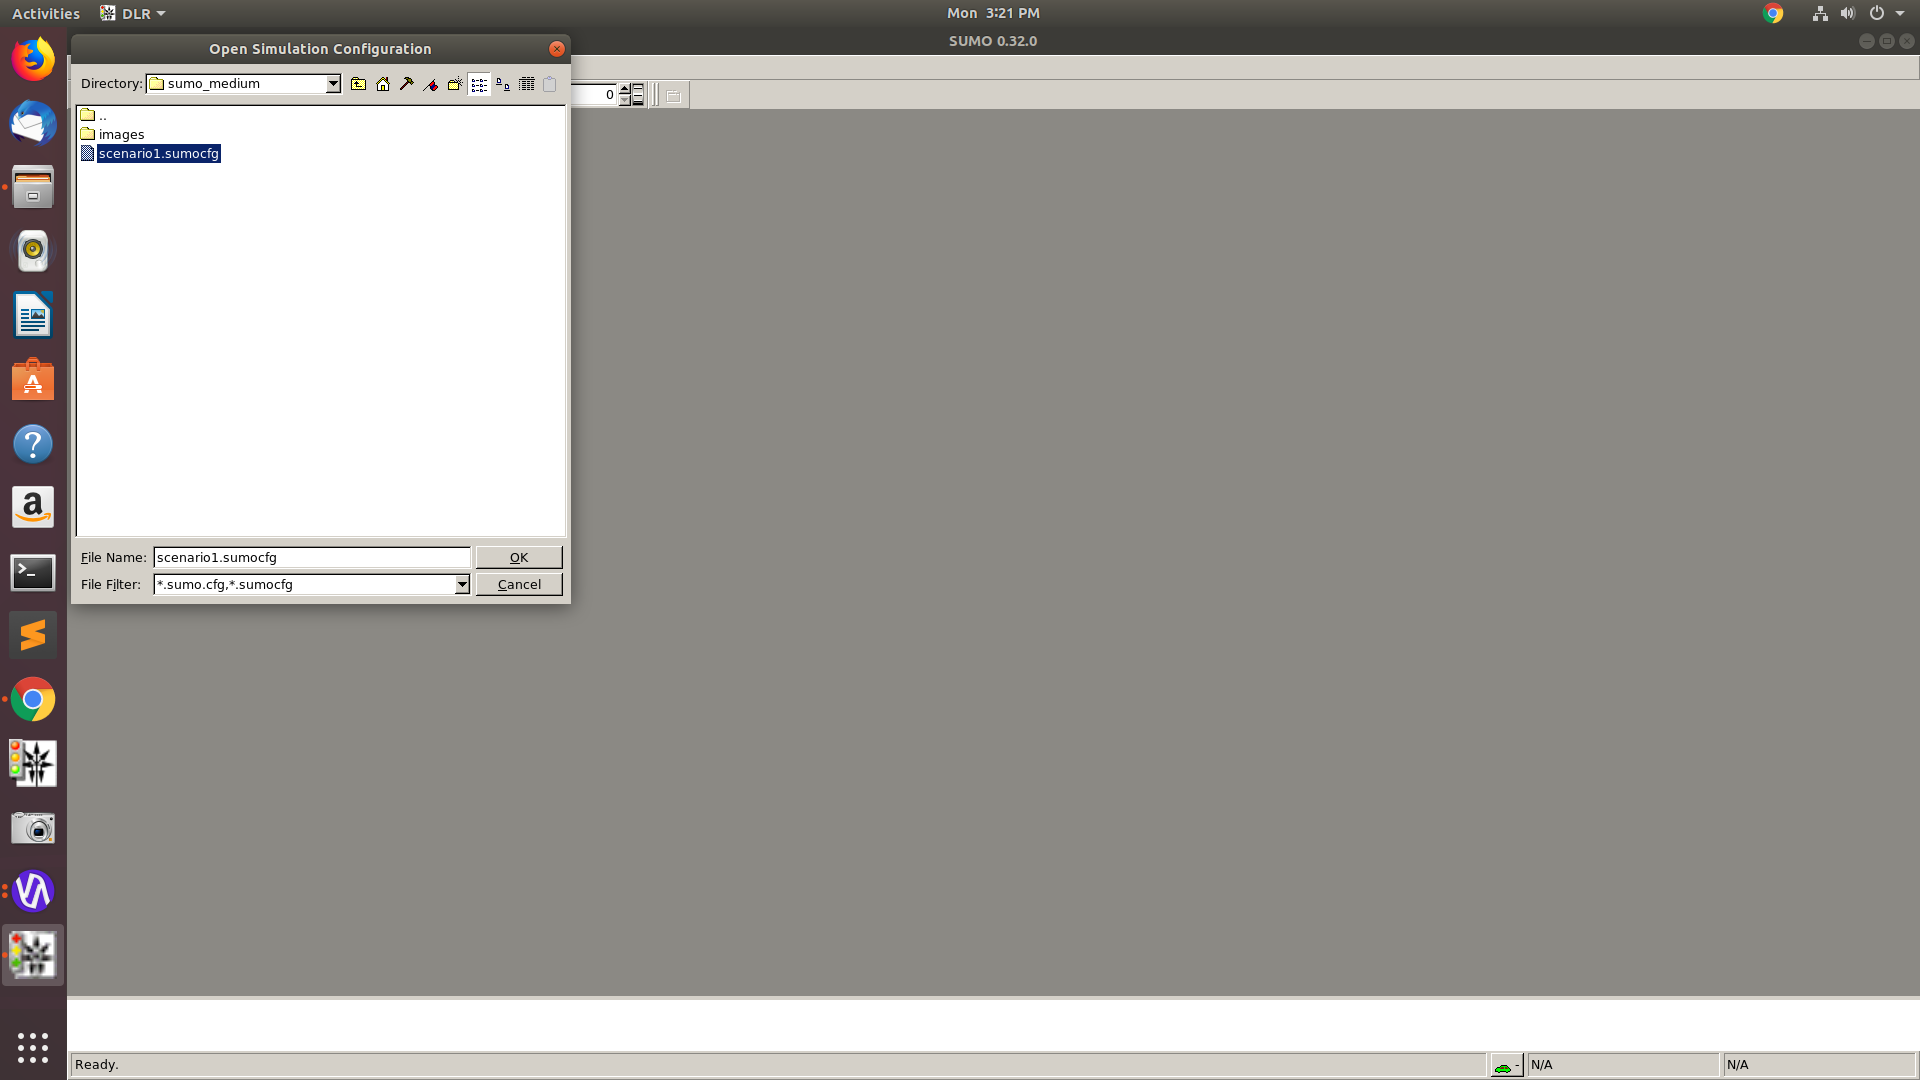 Activities
DLR
Mon 3:21 PM
SUMO 0.32.0
Open Simulation Configuration
Directory:
sumo_medium
0
..
images
scenario1.sumocfg
File Name:
scenario1.sumocfg
OK
File Filter:
*.sumo.cfg,*.sumocfg
Cancel
Ready.
-
N/A
N/A